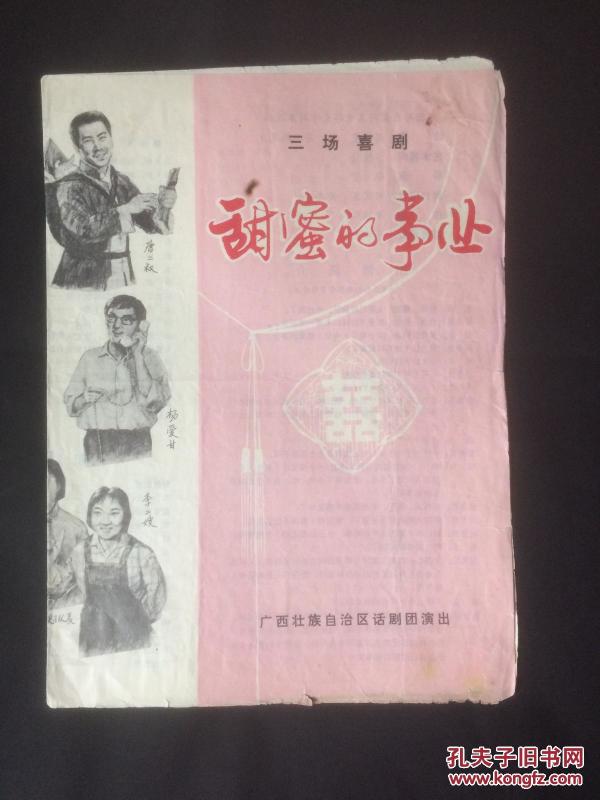 三场喜剧
甜蜜的事业
唐二叔
杨爱甘
李二嫂
囍
广西壮族自治区话剧团演出
孔夫子旧书网
www.kongfz.com